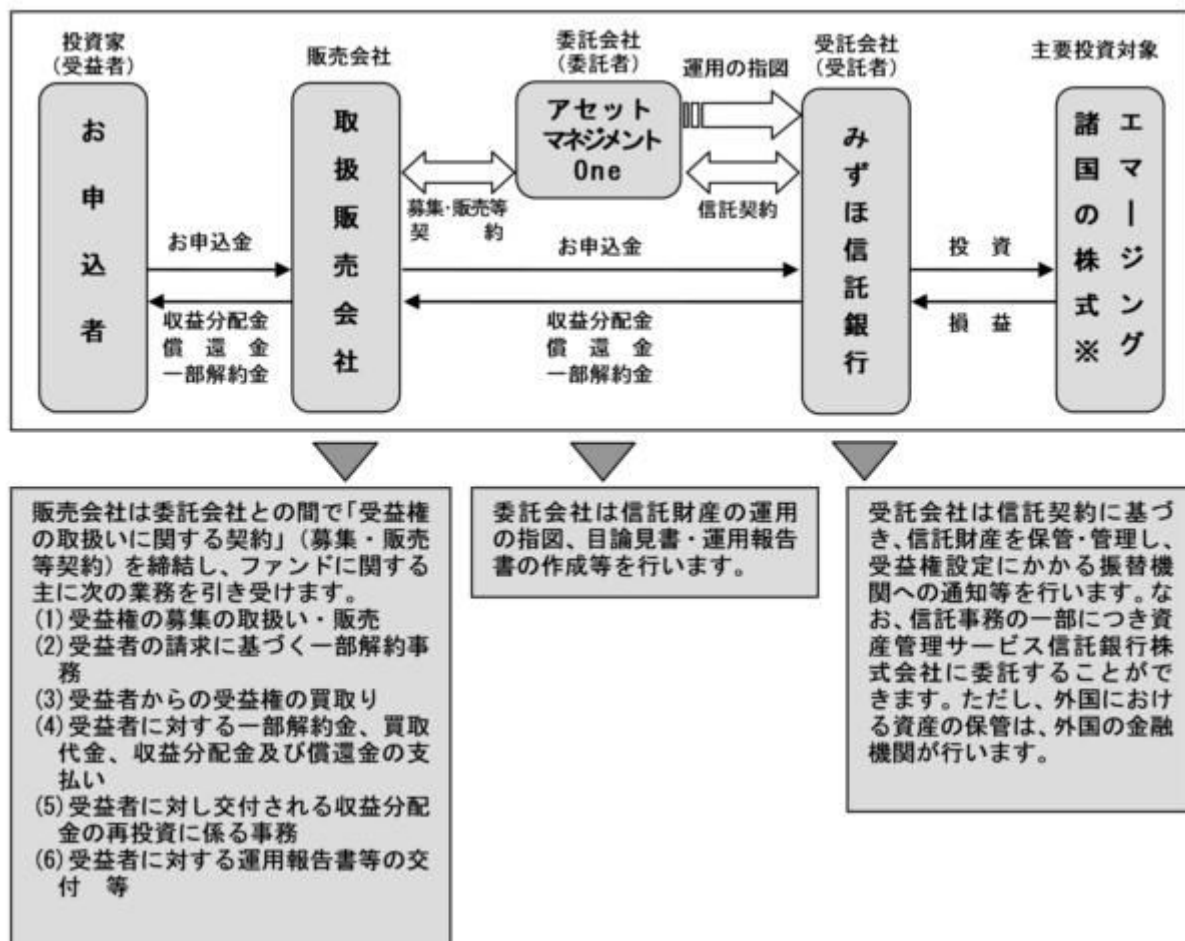 投資家
(受益者)
お申込者
販売会社
取扱販売会社
委託会社
(委託者)
アセット
マネジメント
One
運用の指図
受託会社
(受託者)
みずほ信託銀行
主要投資対象
エマージング
諸国の株式※
募集・販売等
契 約
信託契約
お申込金
収益分配金
償 還 金
一部解約金
お申込金
収益分配金
償 還 金
一部解約金
投 資
損 益
販売会社は委託会社との間で「受益権
の取扱いに関する契約」(募集・販売
等契約)を締結し、ファンドに関する
主に次の業務を引き受けます。
(1)受益権の募集の取扱い・販売
(2)受益者の請求に基づく一部解約事
務
(3)受益者からの受益権の買取り
(4)受益者に対する一部解約金、買取
代金、収益分配金及び償還金の支
払い
(5)受益者に対し交付される収益分配
金の再投資に係る事務
(6)受益者に対する運用報告書等の交
付 等
委託会社は信託財産の運用
の指図、目論見書・運用報告
書の作成等を行います。
受託会社は信託契約に基づ
き、信託財産を保管・管理し、
受益権設定にかかる振替機
関への通知等を行います。な
お、信託事務の一部につき資
産管理サービス信託銀行株
式会社に委託することがで
きます。ただし、外国におけ
る資産の保管は、外国の金融
機関が行います。